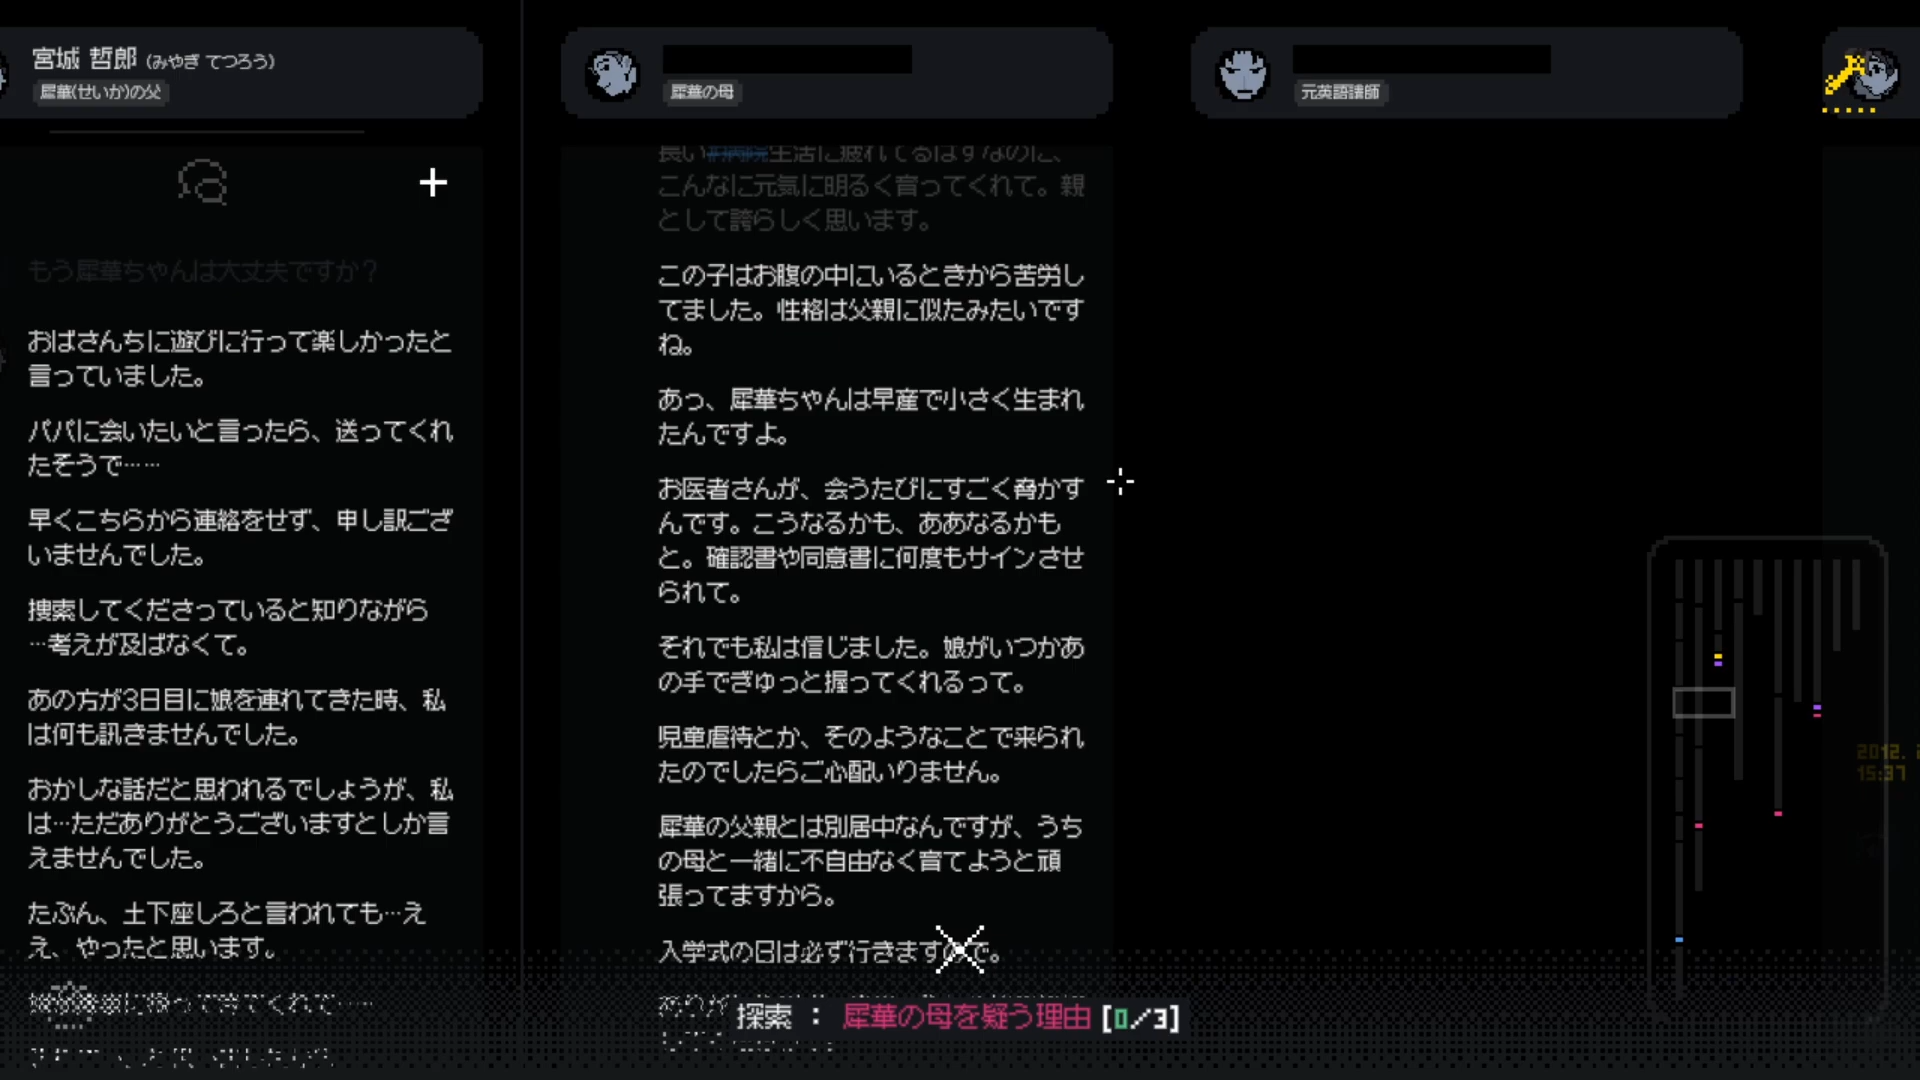 宮城 哲郎 (みやぎ てつろう)
犀華(せいか)の父
もう犀華ちゃんは大丈夫ですか？
おばさんちに遊びに行って楽しかったと
言っていました。
パパに会いたいと言ったら、送ってくれ
たそうで……
早くこちらから連絡をせず、申し訳ござ
いませんでした。
捜索してくださっていると知りながら
…考えが及ばなくて。
あの方が3日目に娘を連れてきた時、私
は何も訊きませんでした。
おかしな話だと思われるでしょうが、私
は…ただありがとうございますとしか言
えませんでした。
たぶん、土下座しろと言われても…え
え、やったと思います。
犀華の母
長い#病院生活に疲れてるはずなのに、
こんなに元気に明るく育ってくれて。親
として誇らしく思います。
この子はお腹の中にいるときから苦労し
てました。性格は父親に似たみたいです
ね。
あっ、犀華ちゃんは早産で小さく生まれ
たんですよ。
お医者さんが、会うたびにすごく脅かす
んです。こうなるかも、ああなるかも
と。確認書や同意書に何度もサインさせ
られて。
それでも私は信じました。娘がいつかあ
の手でぎゅっと握ってくれるって。
児童虐待とか、そのようなことで来られ
たのでしたらご心配いりません。
犀華の父親とは別居中なんですが、うち
の母と一緒に不自由なく育てようと頑
張ってますから。
入学式の日は必ず行きますので。
元英語講師
2012.
15:37
探索 : 犀華の母を疑う理由 [0/3]